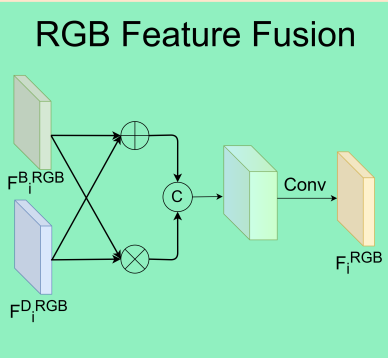 RGB Feature Fusion
F^B_i^RGB
C
Conv
F_i^RGB
F^D_i^RGB